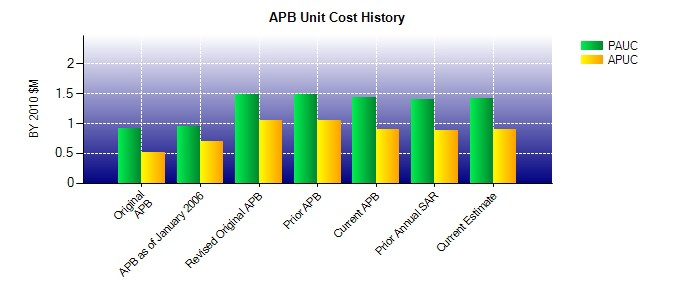 APB Unit Cost History
PAUC
APUC
BY 2010 $M
2
1.5
1
0.5
0
Original
APB
APB as of January 2006
Revised Original APB
Prior APB
Current APB
Prior Annual SAR
Current Estimate